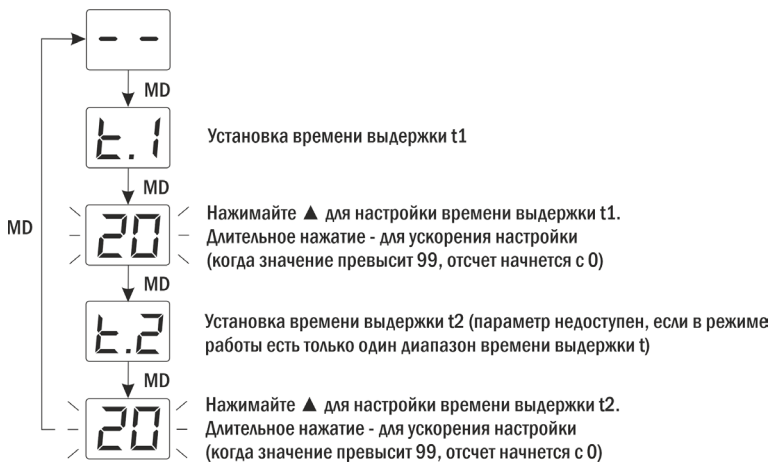 - -
MD
t.1
Установка времени выдержки t1
MD
20
Нажимайте ▲ для настройки времени выдержки t1.
Длительное нажатие - для ускорения настройки
(когда значение превысит 99, отсчет начнется с 0)
MD
MD
t.2
Установка времени выдержки t2 (параметр недоступен, если в режиме
работы есть только один диапазон времени выдержки t)
MD
20
Нажимайте ▲ для настройки времени выдержки t2.
Длительное нажатие - для ускорения настройки
(когда значение превысит 99, отсчет начнется с 0)